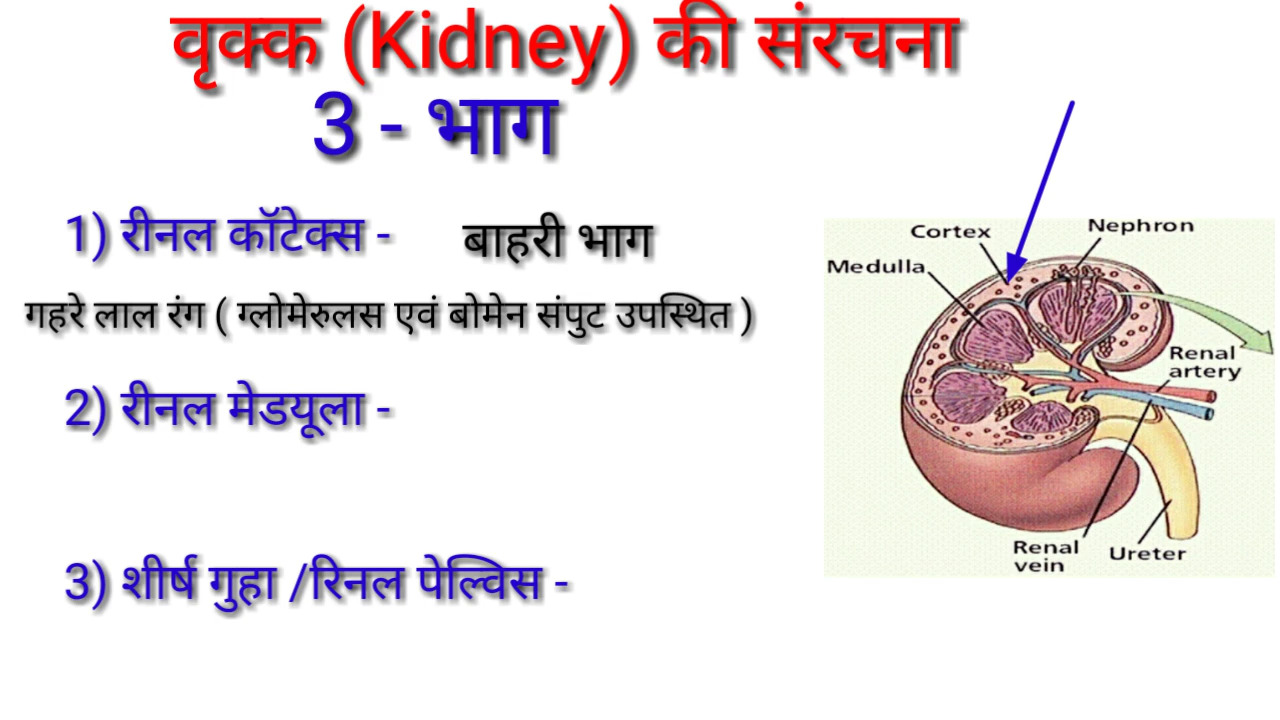 वृक्क (Kidney) की संरचना
3 - भाग
1) रीनल कॉटेक्स - बाहरी भाग
गहरे लाल रंग ( ग्लोमेरुलस एवं बोमेन संपुट उपस्थित )
2) रीनल मेडयूला -
3) शीर्ष गुहा /रिनल पेल्विस -
Cortex
Nephron
Medulla
Renal
artery
Renal
vein
Ureter